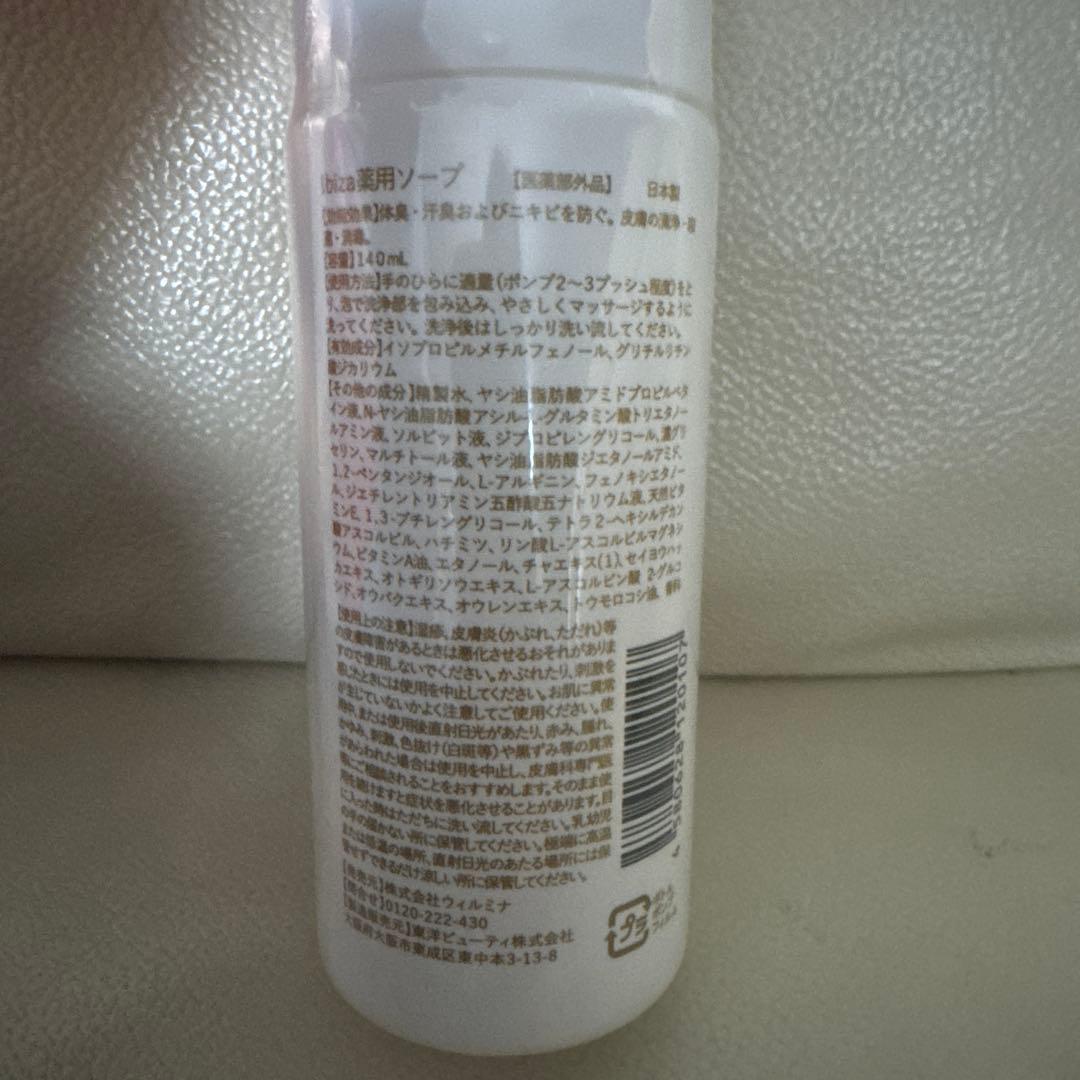 biza薬用ソープ 【医薬部外品】 日本製
【効能効果】体臭・汗臭およびニキビを防ぐ。皮膚の清浄・殺
菌・消毒。
【容量】140mL
【使用方法】手のひらに適量(ポンプ2〜3プッシュ程度)をと
り、泡で洗浄部を包み込み、やさしくマッサージするように
洗ってください。洗浄後はしっかり洗い流してください。
【有効成分】イソプロピルメチルフェノール、グリチルリチン
酸ジカリウム
【その他の成分】精製水、ヤシ油脂肪酸アミドプロピルベタ
イン液、N-ヤシ油脂肪酸アシル-L-グルタミン酸トリエタノー
ルアミン液、ソルビット液、ジプロピレングリコール、濃グリ
セリン、マルチトール液、ヤシ油脂肪酸ジエタノールアミド、
1,2-ペンタンジオール、L-アルギニン、フェノキシエタノー
ル、ジエチレントリアミン五酢酸五ナトリウム液、天然ビタ
ミンE、1,3-ブチレングリコール、テトラ2-ヘキシルデカン
酸アスコルビル、ハチミツ、リン酸L-アスコルビルマグネシ
ウム、ビタミンA油、エタノール、チャエキス(1)、セイヨウハッ
カエキス、オトギリソウエキス、L-アスコルビン酸 2-グルコ
シド、オウバクエキス、オウレンエキス、トウモロコシ油、香料
【使用上の注意】湿疹、皮膚炎(かぶれ、ただれ)等
の皮膚障害があるときは悪化させるおそれがありま
すので使用しないでください。かぶれたり、刺激を
感じたときには使用を中止してください。お肌に異常
が生じていないかよく注意してご使用ください。使
用中、または使用後直射日光があたり、赤み、腫れ、
かゆみ、刺激、色抜け(白斑等)や黒ずみ等の異常
があらわれた場合は使用を中止し、皮膚科専門医
等にご相談されることをおすすめします。そのまま使
用を続けますと症状を悪化させることがあります。目
に入った時はただちに洗い流してください。乳幼児
の手の届かない所に保管してください。極端に高温
または低温の場所、直射日光のあたる場所には保
管せずできるだけ涼しい所に保管してください。
【発売元】株式会社ウィルミナ
【問合せ】0120-222-430
【製造販売元】東洋ビューティ株式会社
大阪府大阪市東成区東中本3-13-8
4 580628 120107
プラ
ボトル
ポンプ
フィルム